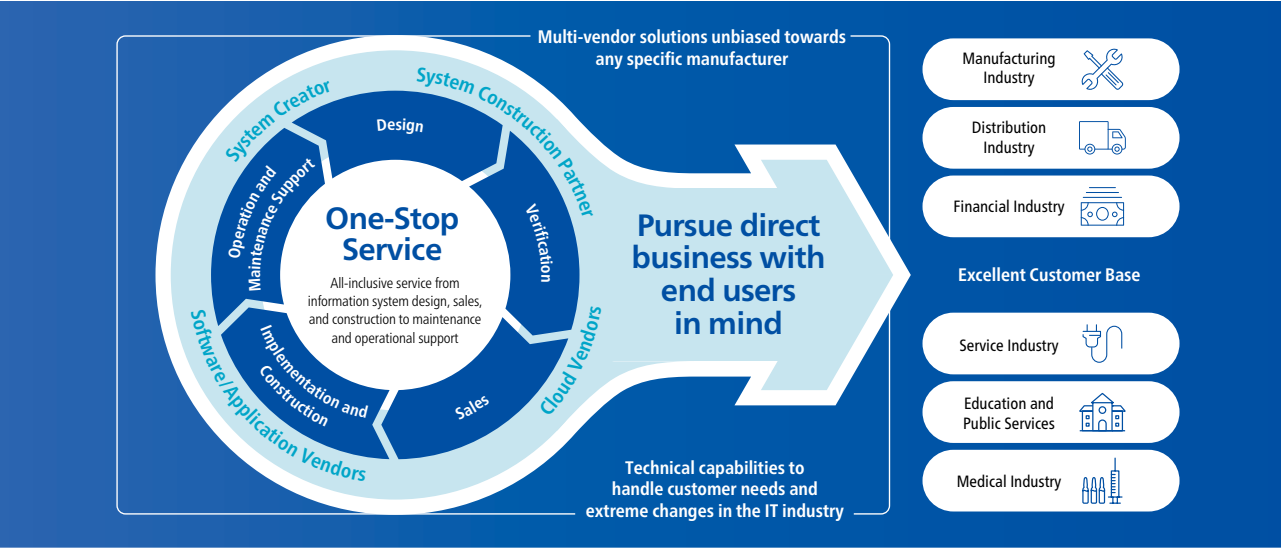 Multi-vendor solutions unbiased towards
any specific manufacturer
System Creator
System Construction Partner
Cloud Vendors
Software/Application Vendors
Design
Verification
Sales
Implementation and
Construction
Operation and
Maintenance Support
One-Stop
Service
All-inclusive service from
information system design, sales,
and construction to maintenance
and operational support
Pursue direct
business with
end users
in mind
Technical capabilities to
handle customer needs and
extreme changes in the IT industry
Manufacturing
Industry
Distribution
Industry
Financial Industry
Excellent Customer Base
Service Industry
Education and
Public Services
Medical Industry